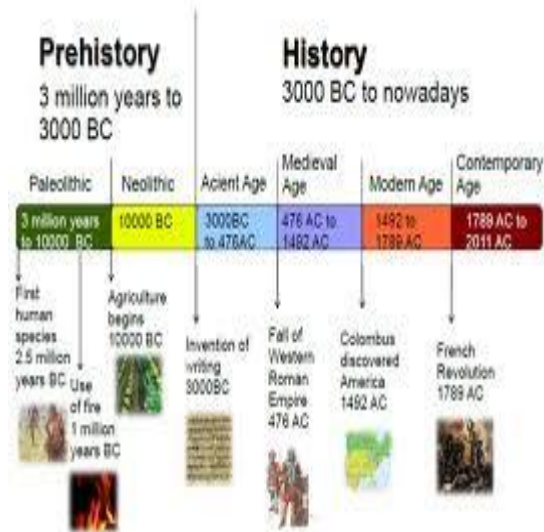 Prehistory
3 million years to
3000 BC
History
3000 BC to nowadays
Paleolithic
Neolithic
Acient Age
Medieval
Age
Modern Age
Contemporary
Age
3 million years
to 10000 BC
10000 BC
3000BC
to 476AC
476 AC to
1492 AC
1492 to
1789 AC
1789 AC to
2011 AC
First
human
species
2.5 million
years BC
Use
of fire
1 million
years BC
Agriculture
begins
10000 BC
Invention of
writing
3000BC
Fall of
Western
Roman
Empire
476 AC
Colombus
discovered
America
1492 AC
French
Revolution
1789 AC